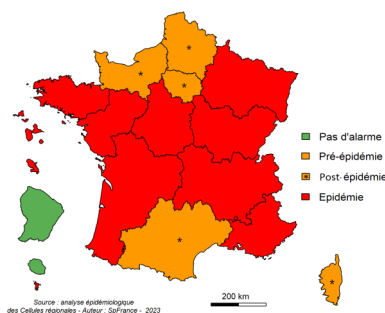 Pas d'alarme
Pré-épidémie
Post-épidémie
Epidémie
200 km
Source : analyse épidémiologique
des Cellules régionales - Auteur : SpFrance - 2023